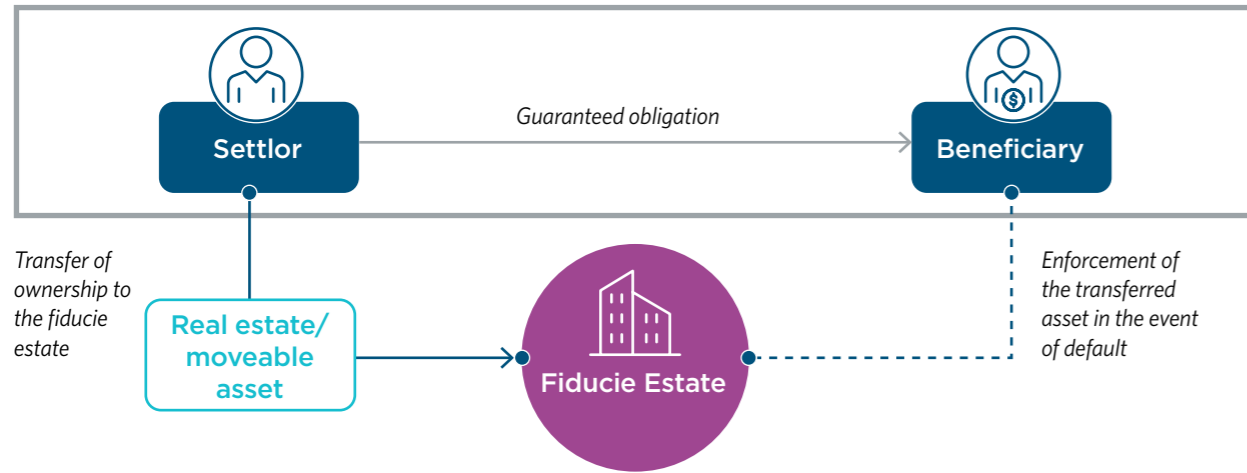 Settlor
Guaranteed obligation
$
Beneficiary
Transfer of
ownership to
the fiducie
estate
Real estate/
moveable
asset
Fiducie Estate
Enforcement of
the transferred
asset in the event
of default